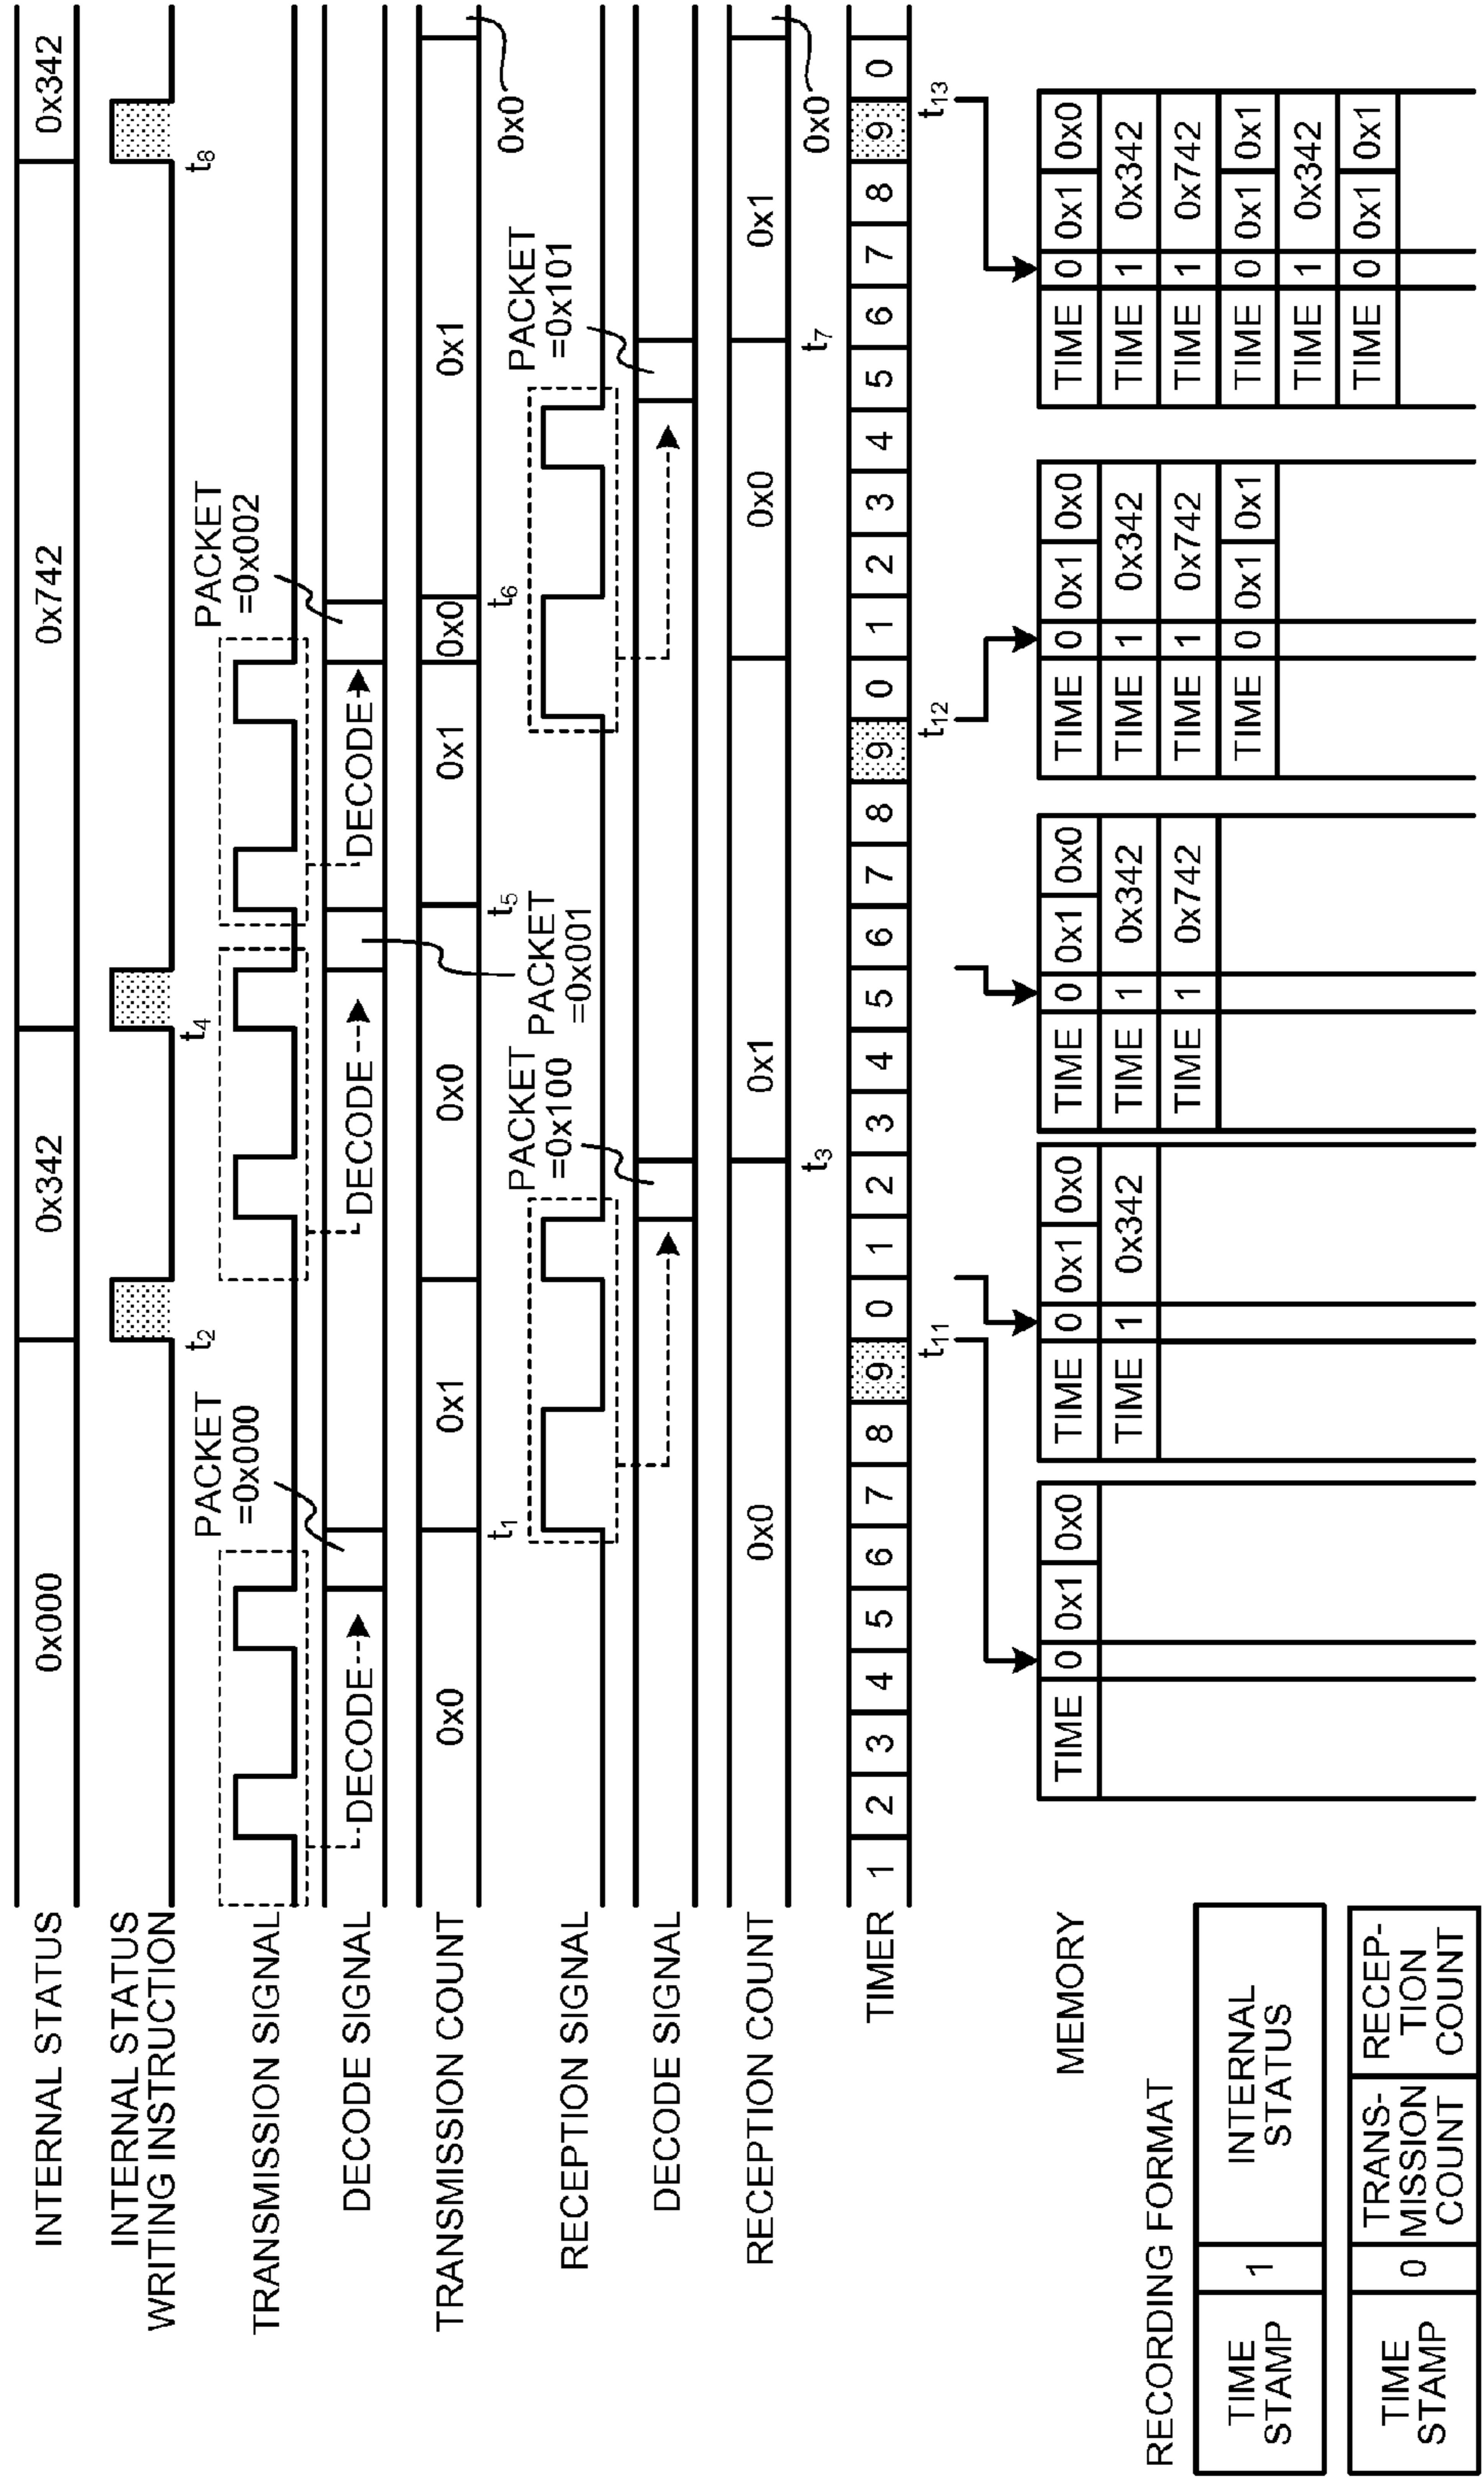 INTERNAL STATUS
0x000
0x342
0x742
0x342
INTERNAL STATUS
WRITING INSTRUCTION
t2
t4
t8
TRANSMISSION SIGNAL
PACKET
=0x000
PACKET
=0x002
DECODE SIGNAL
DECODE
DECODE
DECODE
TRANSMISSION COUNT
0x0
0x1
0x0
0x1
0x0
0x1
0x0
t1
t5
t6
PACKET
=0x001
RECEPTION SIGNAL
PACKET
=0x100
PACKET
=0x101
DECODE SIGNAL
RECEPTION COUNT
0x0
0x1
0x0
0x1
0x0
t3
t7
TIMER
1 2 3 4 5 6 7 8 9 0 1 2 3 4 5 6 7 8 9 0 1 2 3 4 5 6 7 8 9 0
t11
t12
t13
MEMORY
TIME 0 0x1 0x0
TIME 0 0x1 0x0
TIME 1 0x342
TIME 0 0x1 0x0
TIME 1 0x342
TIME 1 0x742
TIME 0 0x1 0x0
TIME 1 0x342
TIME 1 0x742
TIME 0 0x1 0x1
TIME 0 0x1 0x0
TIME 1 0x342
TIME 1 0x742
TIME 0 0x1 0x1
TIME 1 0x342
TIME 0 0x1 0x1
RECORDING FORMAT
TIME
STAMP
1
INTERNAL
STATUS
TIME
STAMP
0
TRANS-
MISSION
COUNT
RECEP-
TION
COUNT